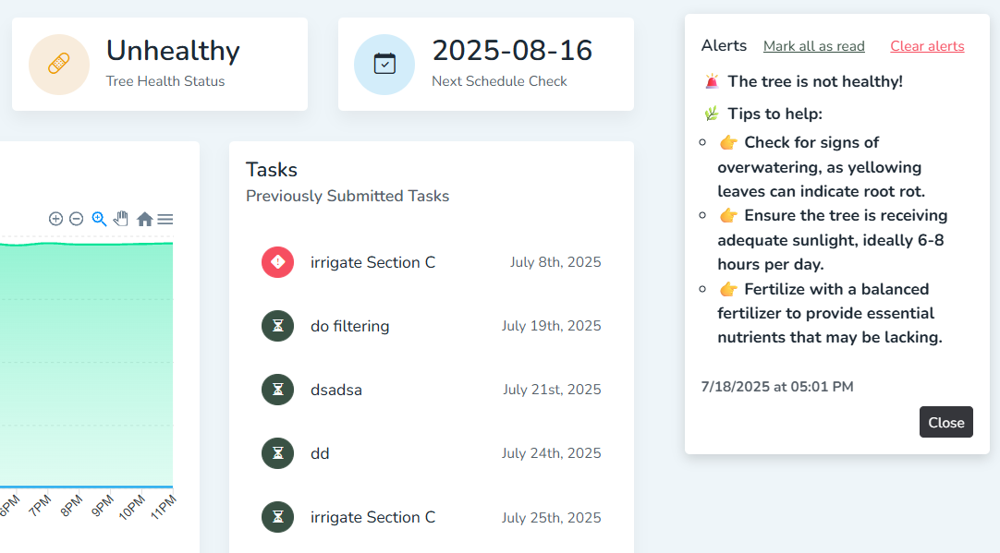 Unhealthy
Tree Health Status
2025-08-16
Next Schedule Check
Alerts Mark all as read Clear alerts
🚨 The tree is not healthy!
🌿 Tips to help:
👉 Check for signs of
overwatering, as yellowing
leaves can indicate root rot.
👉 Ensure the tree is receiving
adequate sunlight, ideally 6-8
hours per day.
👉 Fertilize with a balanced
fertilizer to provide essential
nutrients that may be lacking.
7/18/2025 at 05:01 PM
Close
6PM 7PM 8PM 9PM 10PM 11PM
Tasks
Previously Submitted Tasks
irrigate Section C July 8th, 2025
do filtering July 19th, 2025
dsadsa July 21st, 2025
dd July 24th, 2025
irrigate Section C July 25th, 2025